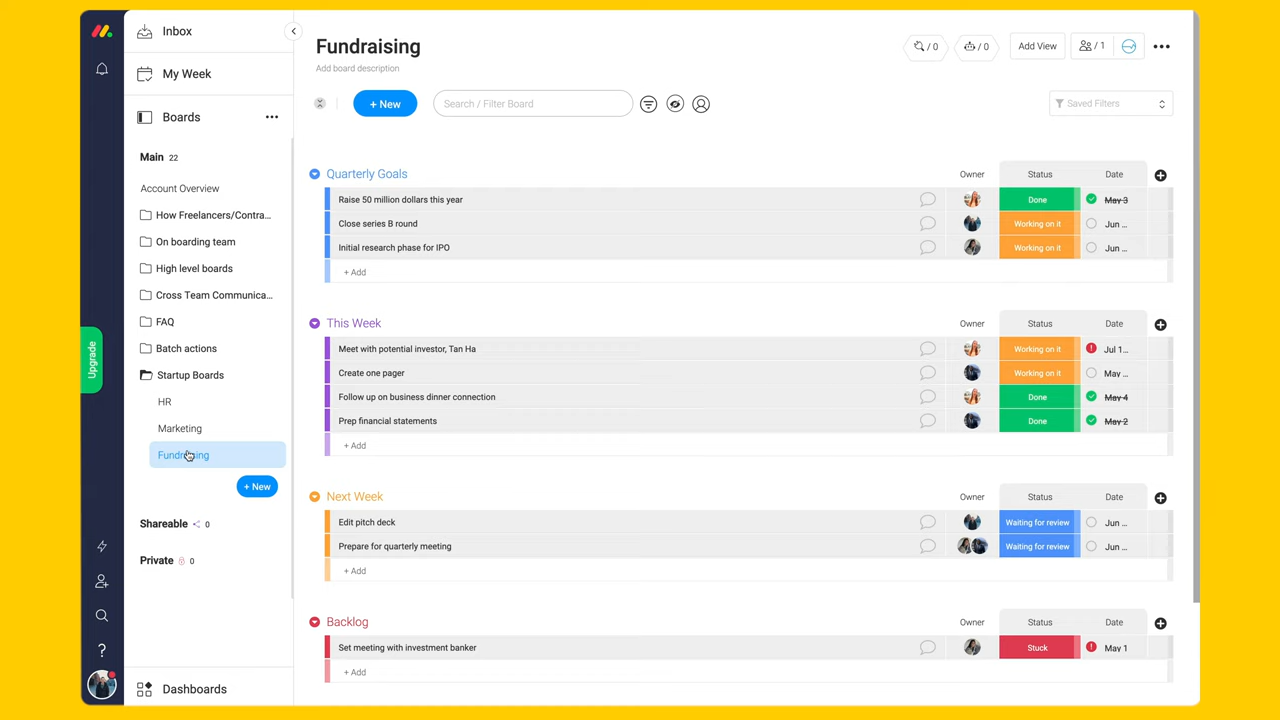 Inbox
My Week
Boards
Main 22
Account Overview
How Freelancers/Contra...
On boarding team
High level boards
Cross Team Communica...
FAQ
Batch actions
Startup Boards
HR
Marketing
Fundraising
+ New
Shareable 0
Private 0
Dashboards
Upgrade
?
Fundraising
Add board description
/ 0
/ 0
Add View
/ 1
+ New
Search / Filter Board
Saved Filters
Quarterly Goals Owner Status Date
Raise 50 million dollars this year Done May 3
Close series B round Working on it Jun ...
Initial research phase for IPO Working on it Jun ...
+ Add
This Week Owner Status Date
Meet with potential investor, Tan Ha Working on it Jul 1...
Create one pager Working on it May ...
Follow up on business dinner connection Done May 4
Prep financial statements Done May 2
+ Add
Next Week Owner Status Date
Edit pitch deck Waiting for review Jun ...
Prepare for quarterly meeting Waiting for review Jun ...
+ Add
Backlog Owner Status Date
Set meeting with investment banker Stuck May 1
+ Add